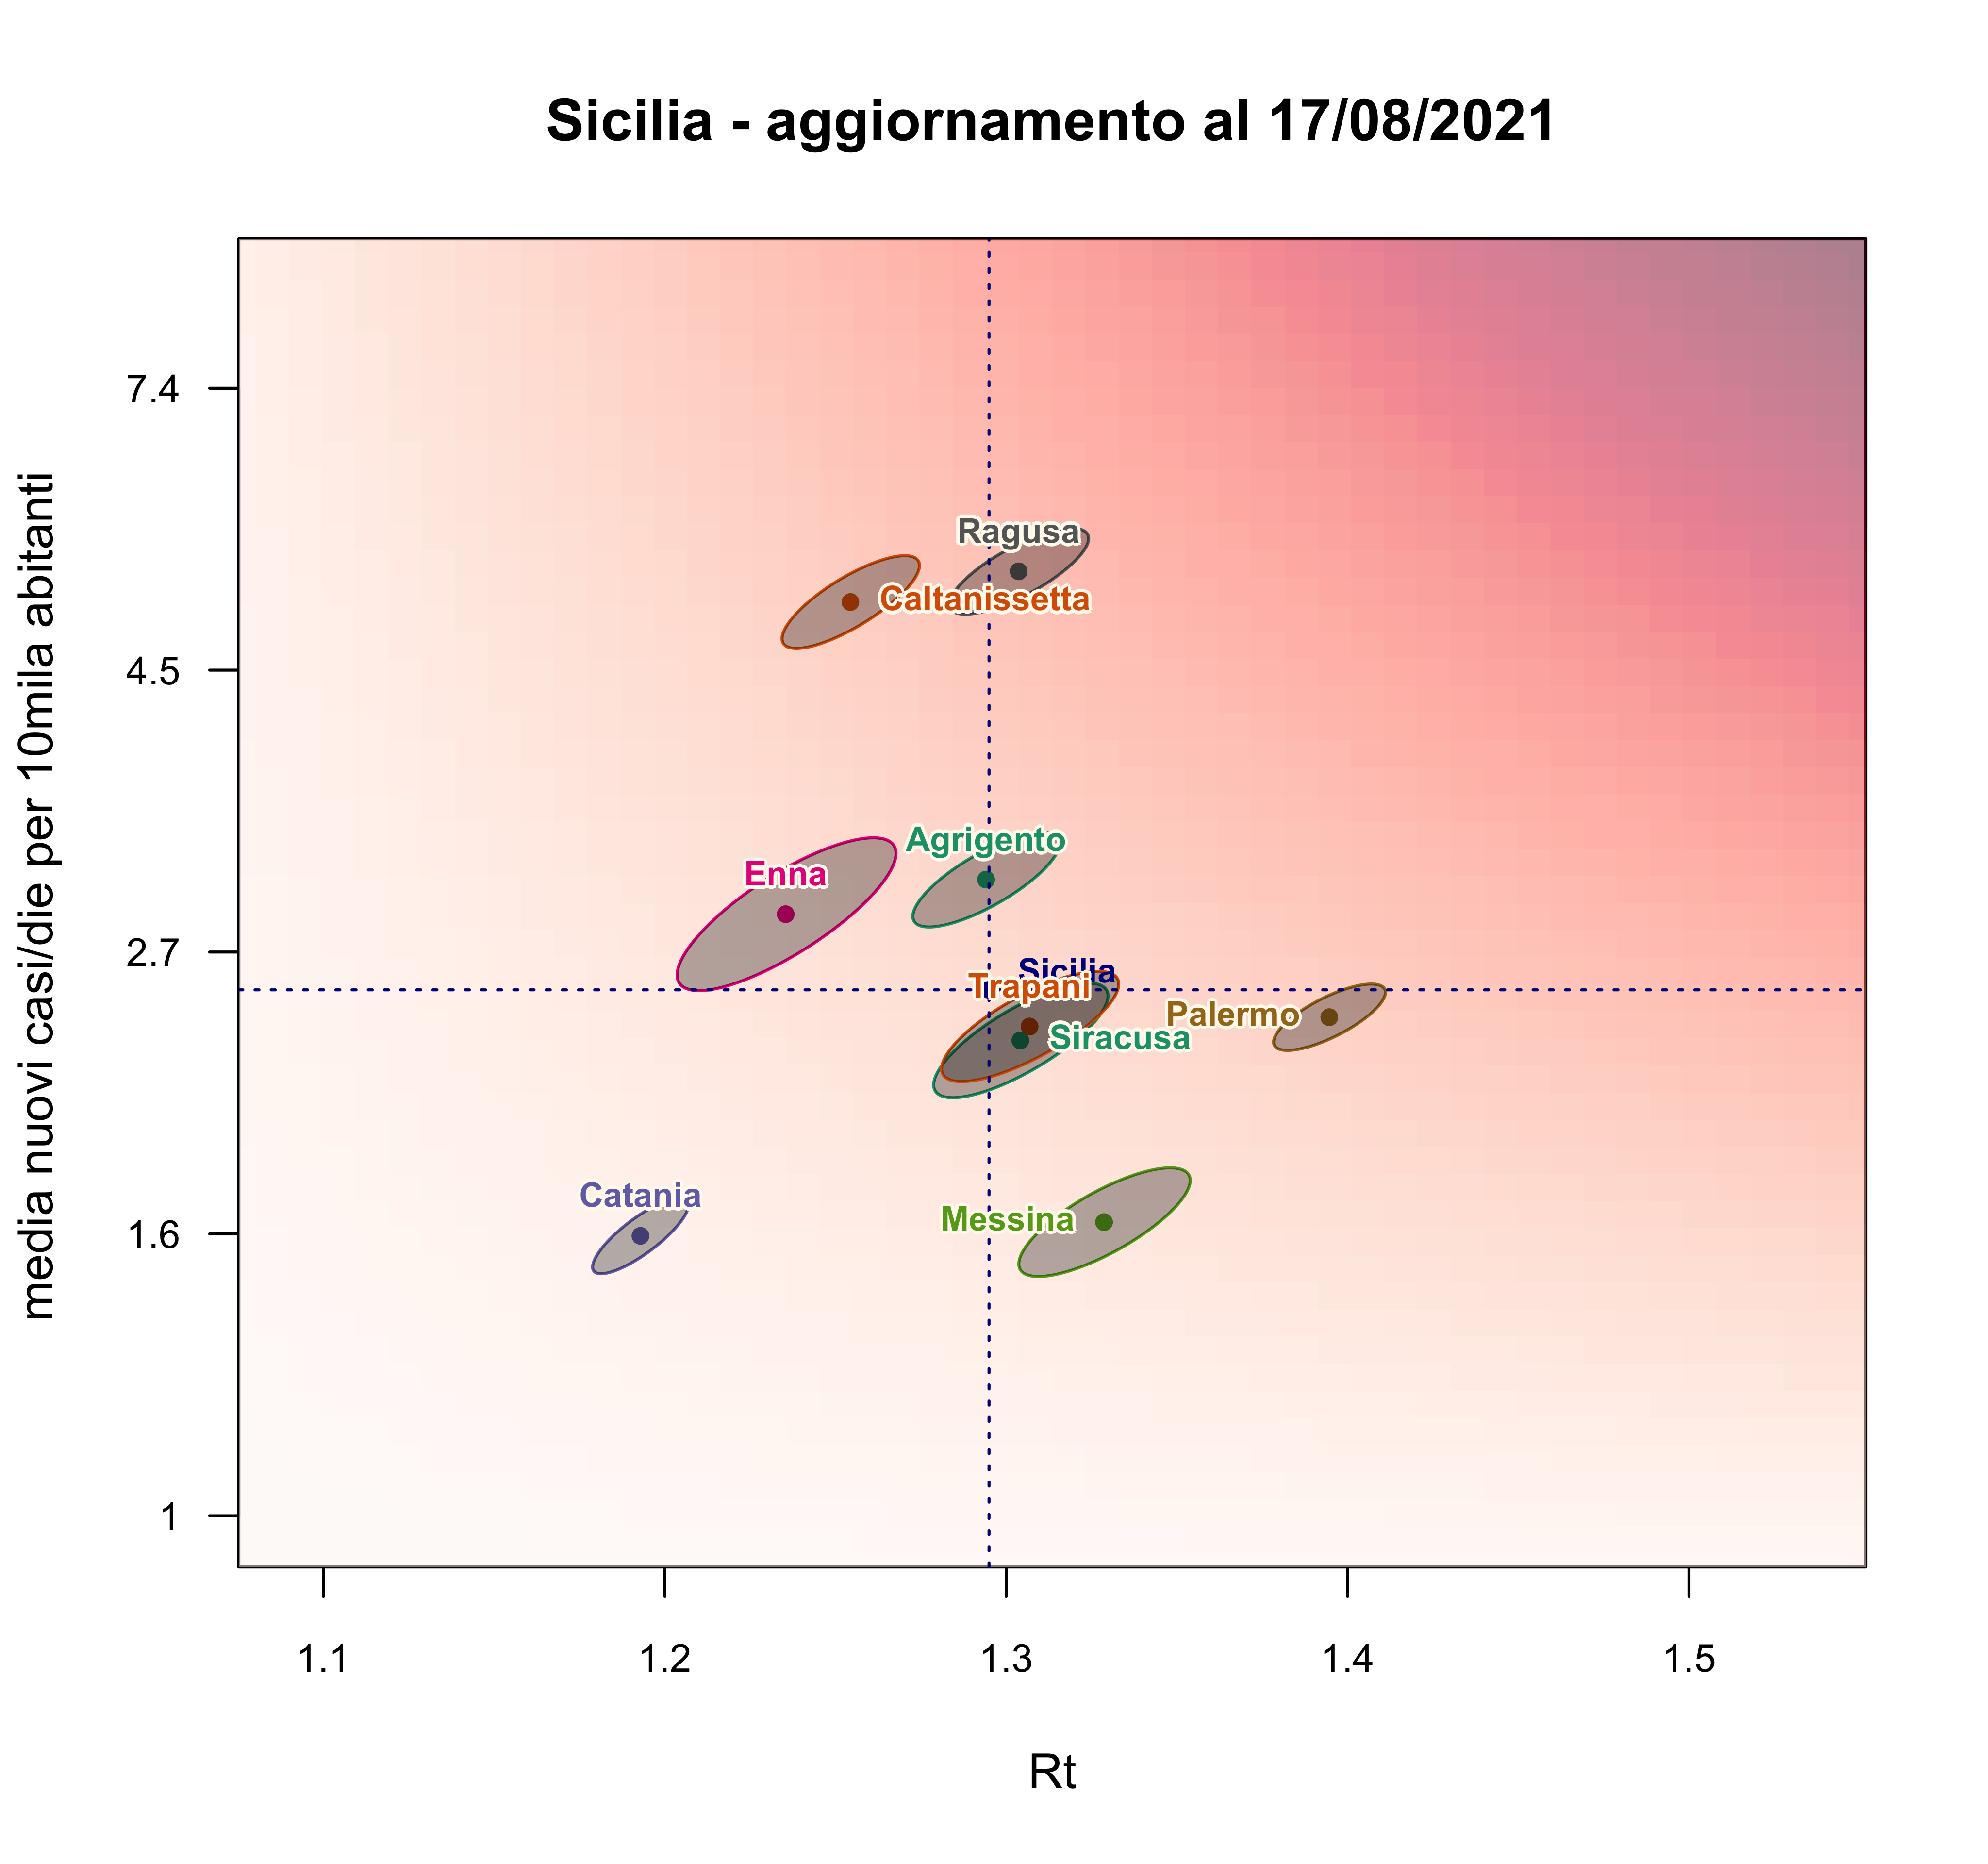 Sicilia - aggiornamento al 17/08/2021
media nuovi casi/die per 10mila abitanti
7.4
4.5
2.7
1.6
1
Ragusa
Caltanissetta
Agrigento
Enna
Sicilia
Trapani
Palermo
Siracusa
Catania
Messina
1.1
1.2
1.3
1.4
1.5
Rt